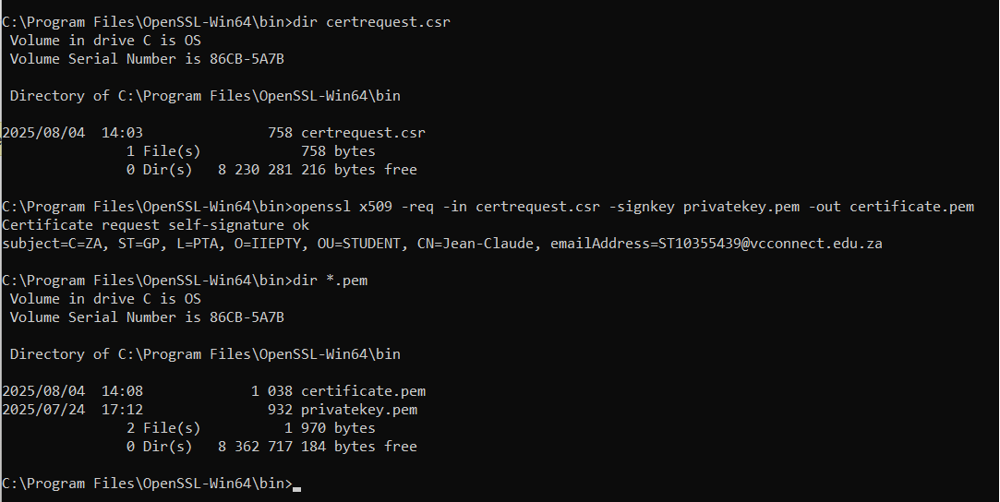 C:\Program Files\OpenSSL-Win64\bin>dir certrequest.csr
 Volume in drive C is OS
 Volume Serial Number is 86CB-5A7B

 Directory of C:\Program Files\OpenSSL-Win64\bin

2025/08/04  14:03               758 certrequest.csr
               1 File(s)            758 bytes
               0 Dir(s)   8 230 281 216 bytes free

C:\Program Files\OpenSSL-Win64\bin>openssl x509 -req -in certrequest.csr -signkey privatekey.pem -out certificate.pem
Certificate request self-signature ok
subject=C=ZA, ST=GP, L=PTA, O=IIEPTY, OU=STUDENT, CN=Jean-Claude, emailAddress=ST10355439@vcconnect.edu.za

C:\Program Files\OpenSSL-Win64\bin>dir *.pem
 Volume in drive C is OS
 Volume Serial Number is 86CB-5A7B

 Directory of C:\Program Files\OpenSSL-Win64\bin

2025/08/04  14:08             1 038 certificate.pem
2025/07/24  17:12               932 privatekey.pem
               2 File(s)          1 970 bytes
               0 Dir(s)   8 362 717 184 bytes free

C:\Program Files\OpenSSL-Win64\bin>